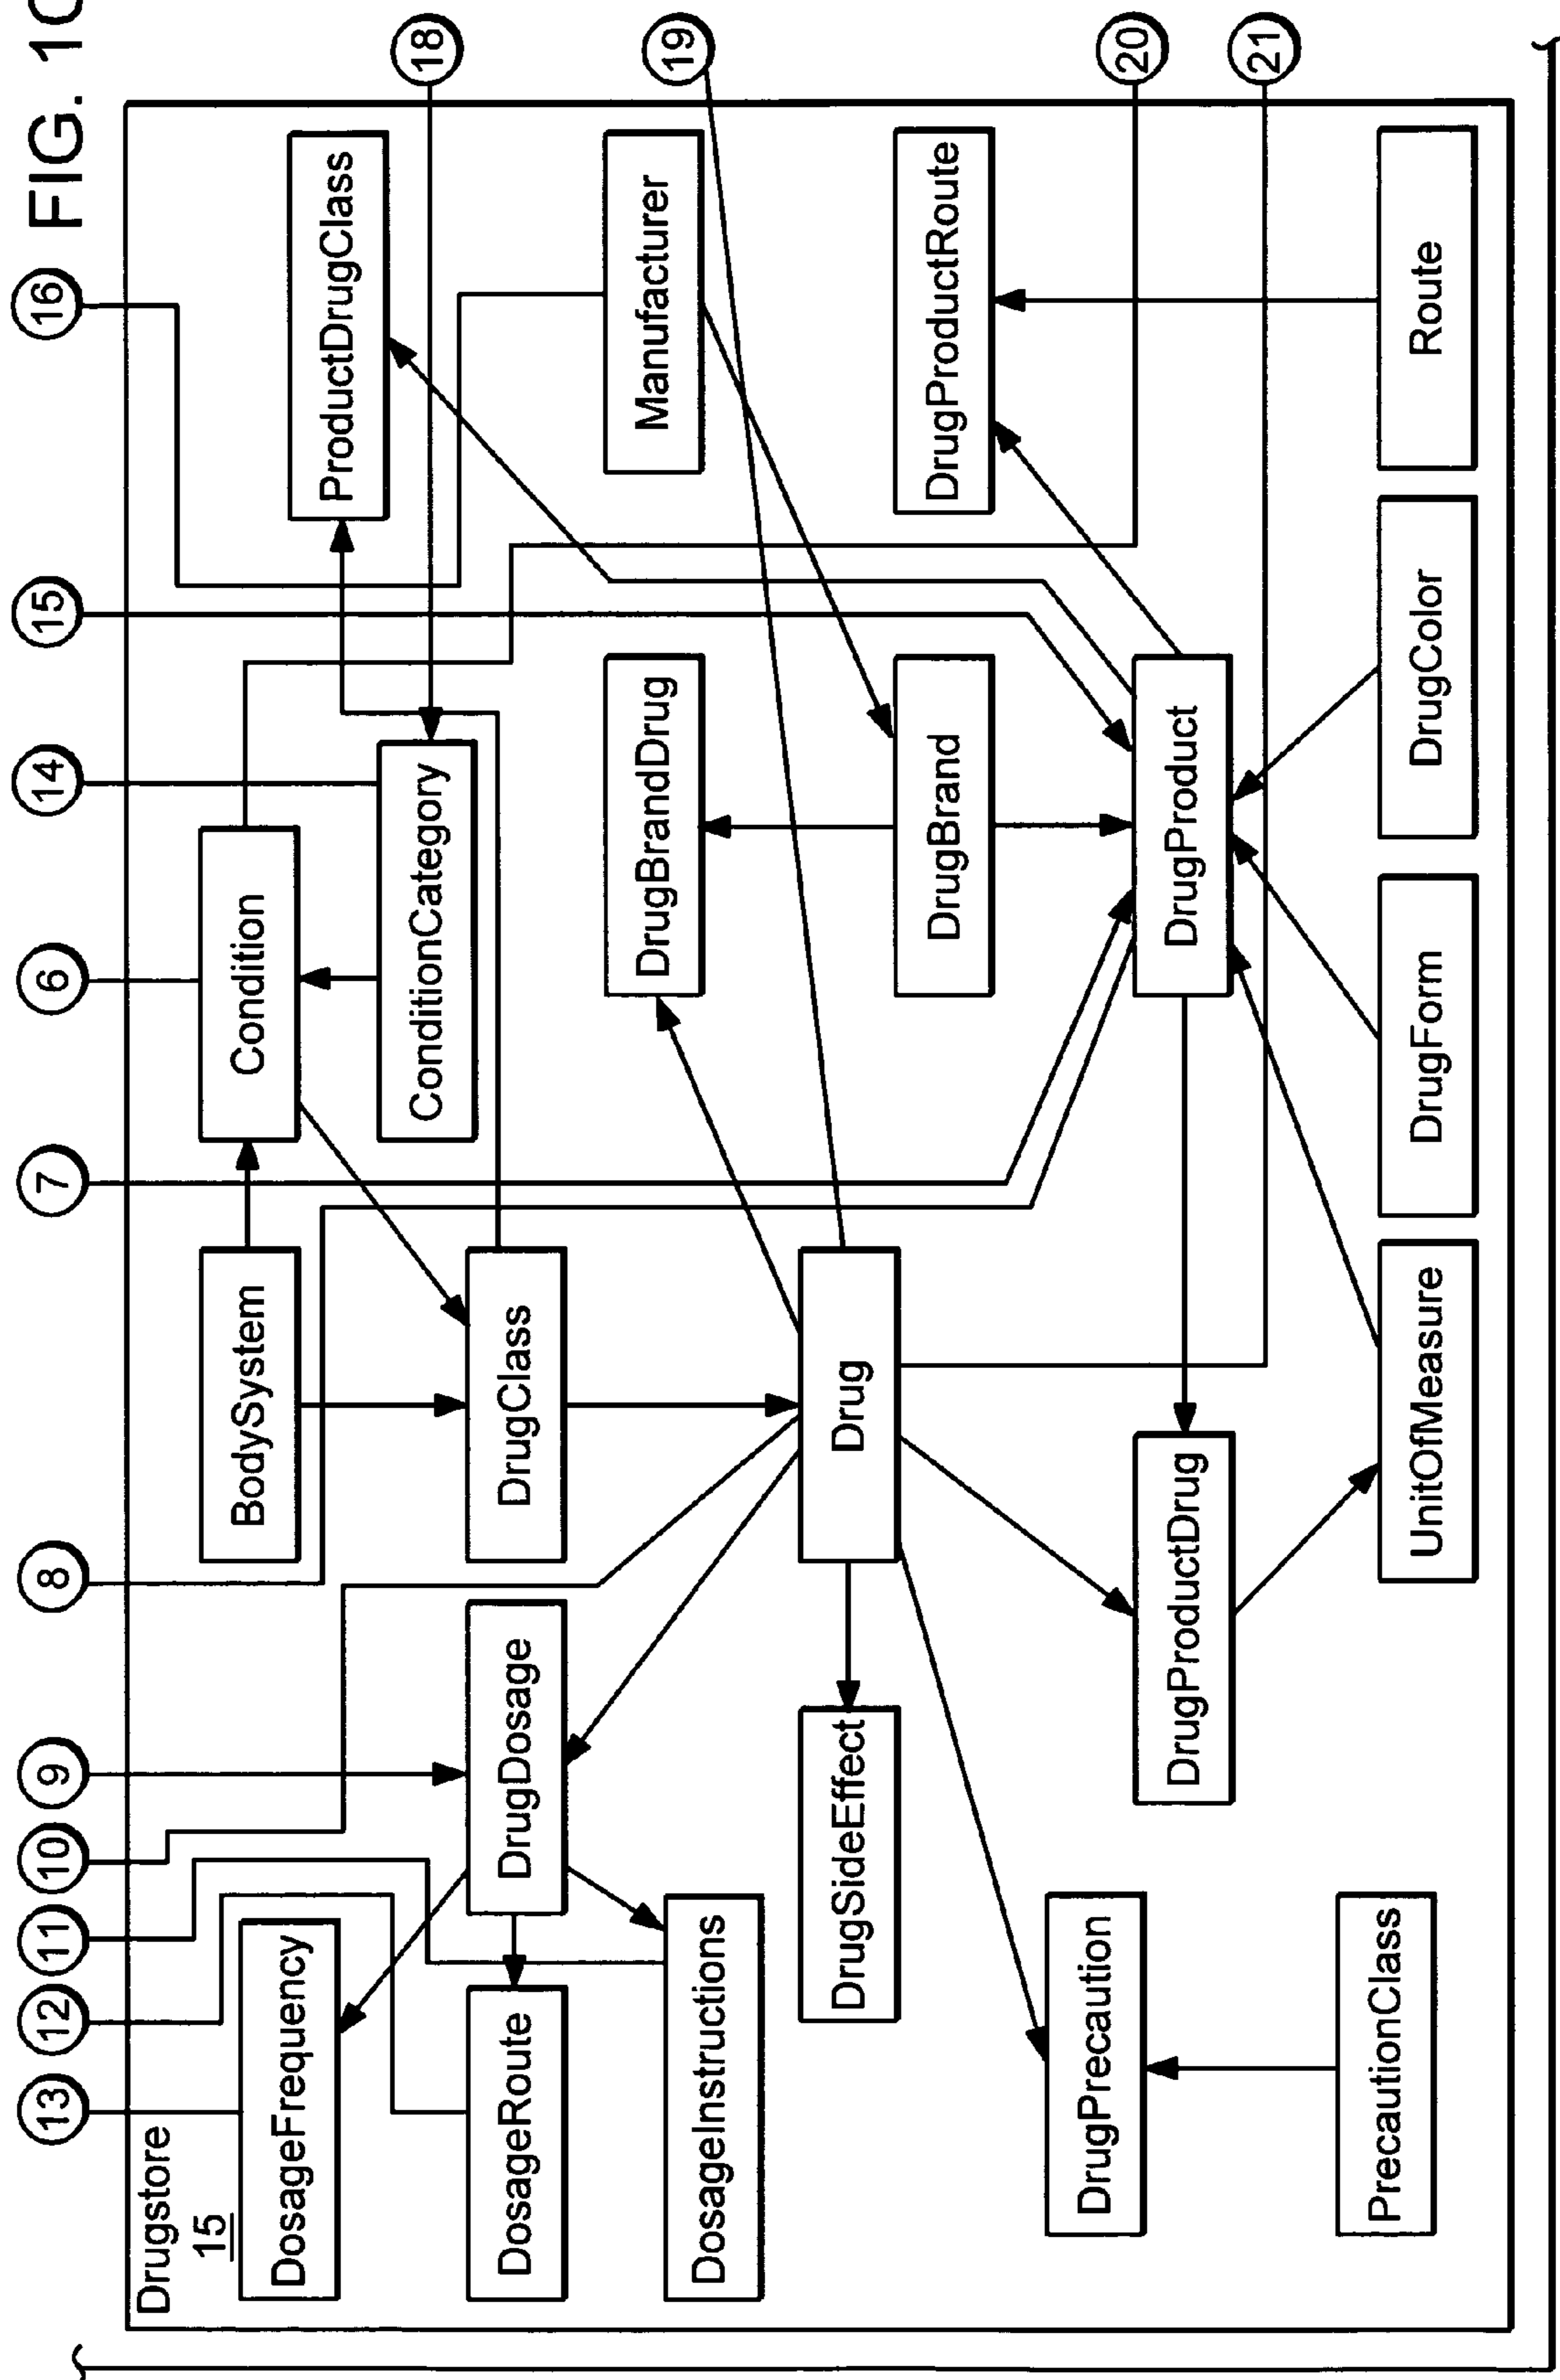 FIG. 1C
13
12
11
10
9
8
7
6
14
15
16
18
19
20
21
Drugstore
15
DosageFrequency
DosageRoute
DosageInstructions
DrugDosage
BodySystem
Condition
ConditionCategory
ProductDrugClass
DrugClass
Manufacturer
DrugBrandDrug
Drug
DrugSideEffect
DrugBrand
DrugProductRoute
DrugPrecaution
DrugProductDrug
DrugProduct
PrecautionClass
UnitOfMeasure
DrugForm
DrugColor
Route